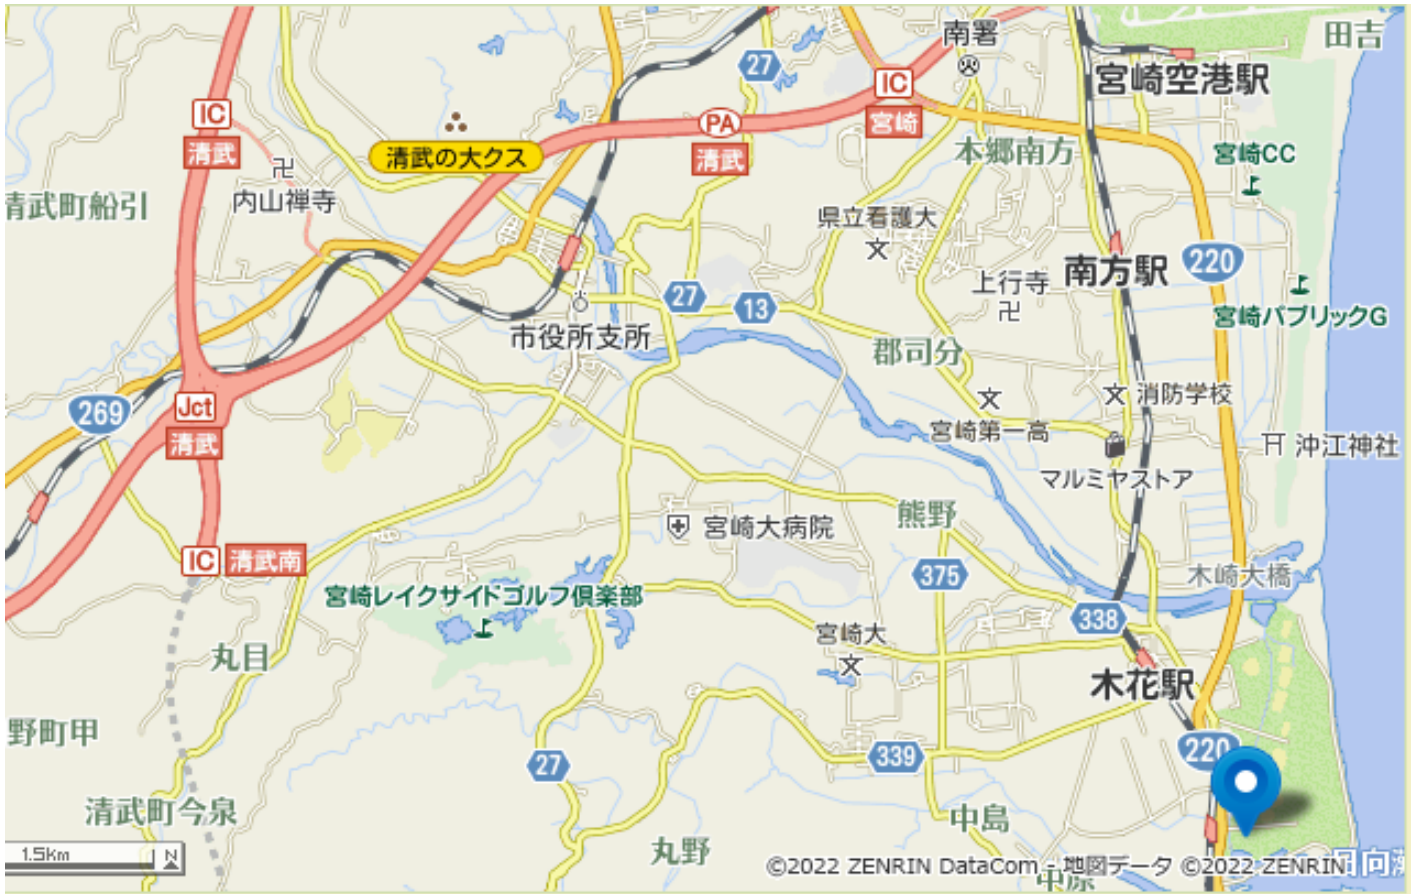 南署
田吉
27
IC
宮崎
宮崎空港駅
IC
清武
PA
清武
清武の大クス
本郷南方
宮崎CC
内山禅寺
清武町船引
県立看護大
南方駅
220
上行寺
27
13
宮崎パブリックG
市役所支所
郡司分
269
Jct
清武
消防学校
宮崎第一高
沖江神社
マルミヤストア
熊野
宮崎大病院
IC
清武南
375
木崎大橋
宮崎レイクサイドゴルフ倶楽部
338
宮崎大
丸目
木花駅
野町甲
220
339
27
清武町今泉
中島
丸野
1.5Km
N
©2022 ZENRIN DataCom - 地図データ ©2022 ZENRIN
日向灘
中原